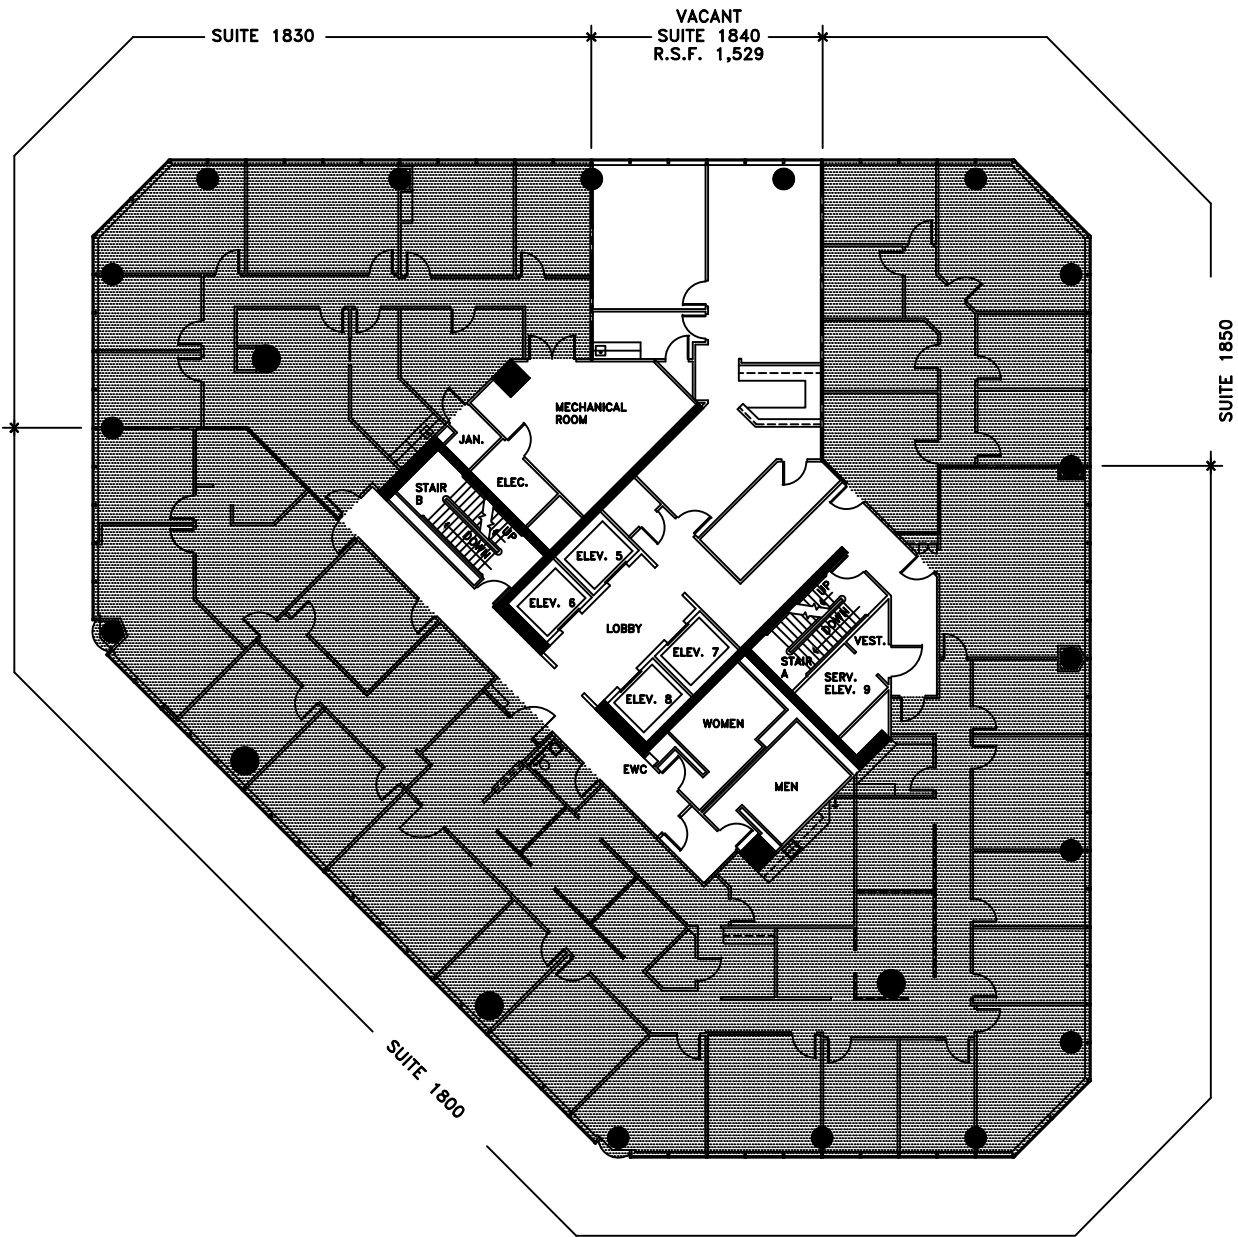 VACANT
SUITE 1830
SUITE 1840
R.S.F. 1,529
SUITE 1850
MECHANICAL
ROOM
JAN.
ELEC.
STAIR
B
UP
DOWN
ELEV. 5
ELEV. 6
LOBBY
UP
DOWN
VEST.
ELEV. 7
STAIR
A
SERV.
ELEV. 9
ELEV. 8
WOMEN
EWC
MEN
SUITE 1800